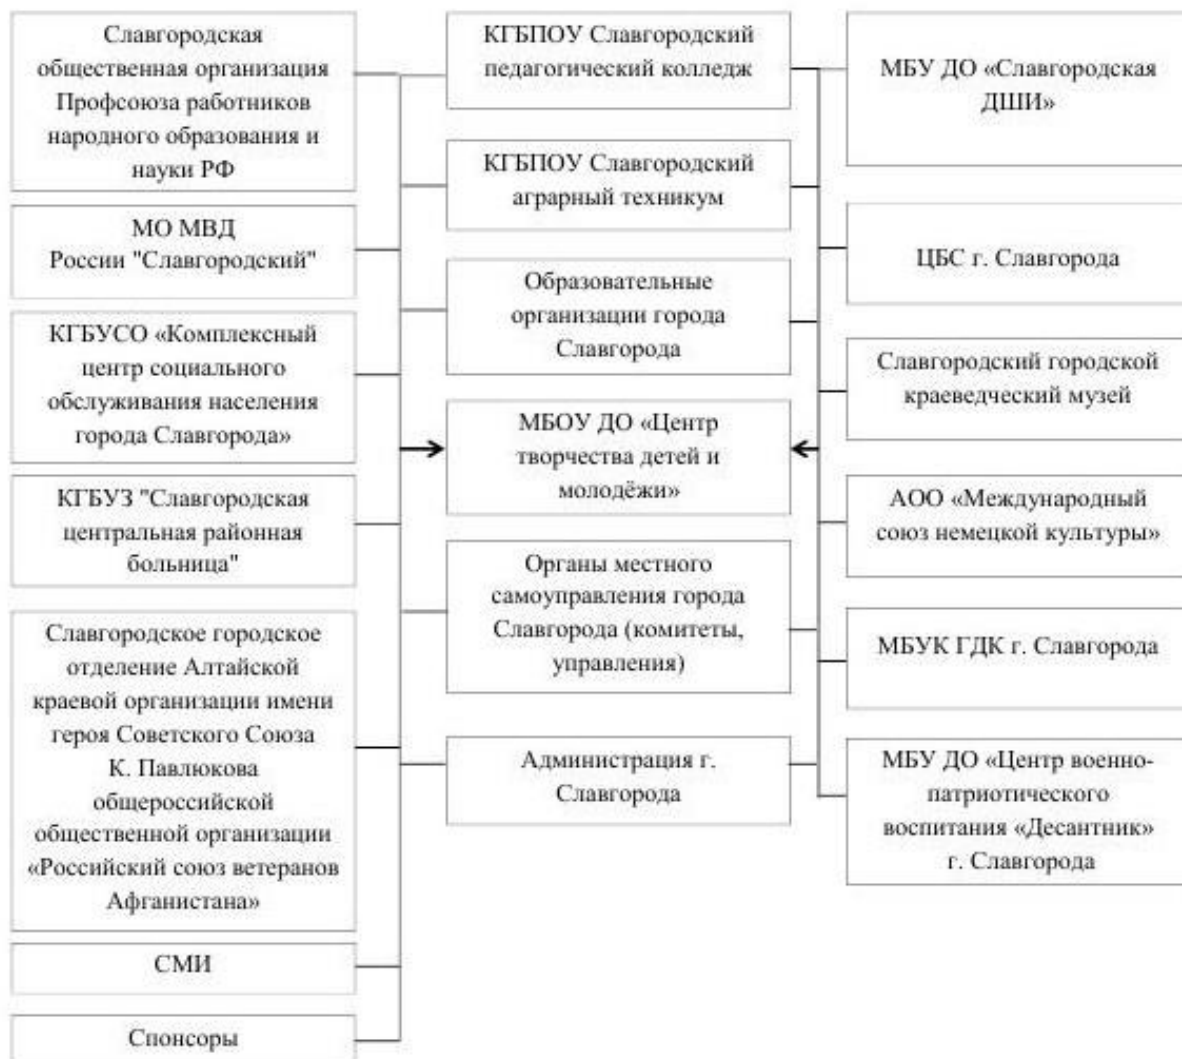 Славгородская
общественная организация
Профсоюза работников
народного образования и
науки РФ
МО МВД
России "Славгородский"
КГБУСО «Комплексный
центр социального
обслуживания населения
города Славгорода»
КГБУЗ "Славгородская
центральная районная
больница"
Славгородское городское
отделение Алтайской
краевой организации имени
героя Советского Союза
К. Павлюкова
общероссийской
общественной организации
«Российский союз ветеранов
Афганистана»
СМИ
Спонсоры
КГБПОУ Славгородский
педагогический колледж
КГБПОУ Славгородский
аграрный техникум
Образовательные
организации города
Славгорода
МБОУ ДО «Центр
творчества детей и
молодёжи»
Органы местного
самоуправления города
Славгорода (комитеты,
управления)
Администрация г.
Славгорода
МБУ ДО «Славгородская
ДШИ»
ЦБС г. Славгорода
Славгородский городской
краеведческий музей
АОО «Международный
союз немецкой культуры»
МБУК ГДК г. Славгорода
МБУ ДО «Центр военно-
патриотического
воспитания «Десантник»
г. Славгорода